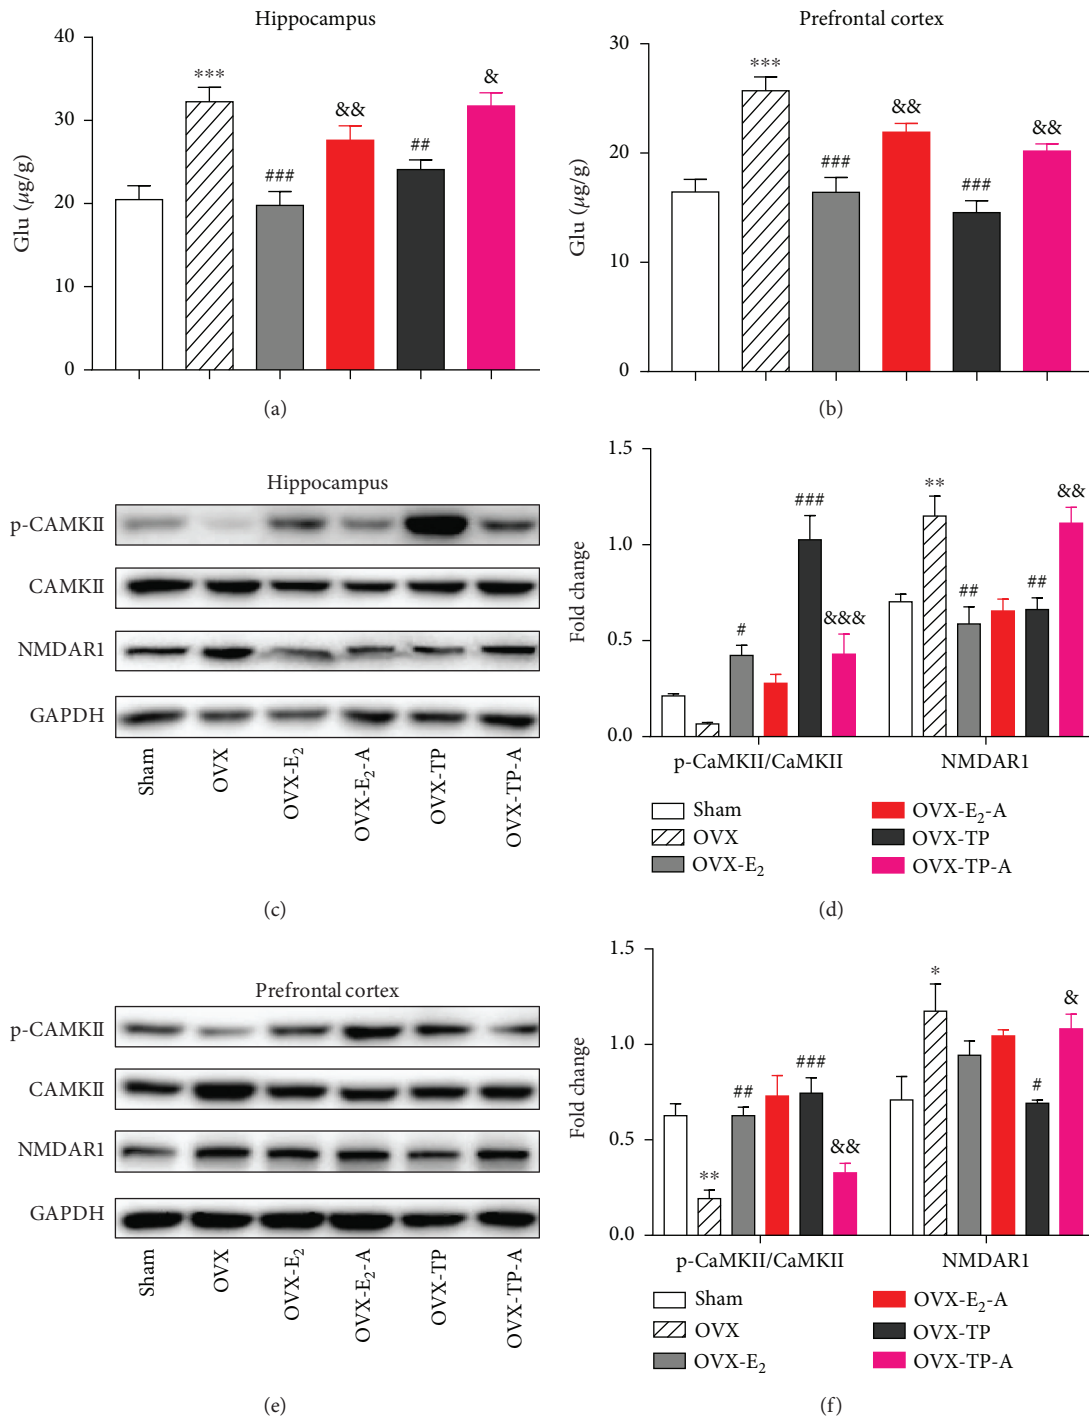 Hippocampus
Glu (μg/g)
40
30
20
10
0
***
###
&&
##
&
(a)
Prefrontal cortex
Glu (μg/g)
30
20
10
0
***
###
&&
###
&&
(b)
Hippocampus
p-CAMKII
CAMKII
NMDAR1
GAPDH
Sham
OVX
OVX-E₂
OVX-E₂-A
OVX-TP
OVX-TP-A
(c)
Fold change
1.5
1.0
0.5
0.0
#
###
&&&
**
##
##
&&
p-CaMKII/CaMKII NMDAR1
Sham OVX-E₂-A
OVX OVX-TP
OVX-E₂ OVX-TP-A
(d)
Prefrontal cortex
p-CAMKII
CAMKII
NMDAR1
GAPDH
Sham
OVX
OVX-E₂
OVX-E₂-A
OVX-TP
OVX-TP-A
(e)
Fold change
1.5
1.0
0.5
0.0
**
##
###
&&
*
#
&
p-CaMKII/CaMKII NMDAR1
Sham OVX-E₂-A
OVX OVX-TP
OVX-E₂ OVX-TP-A
(f)